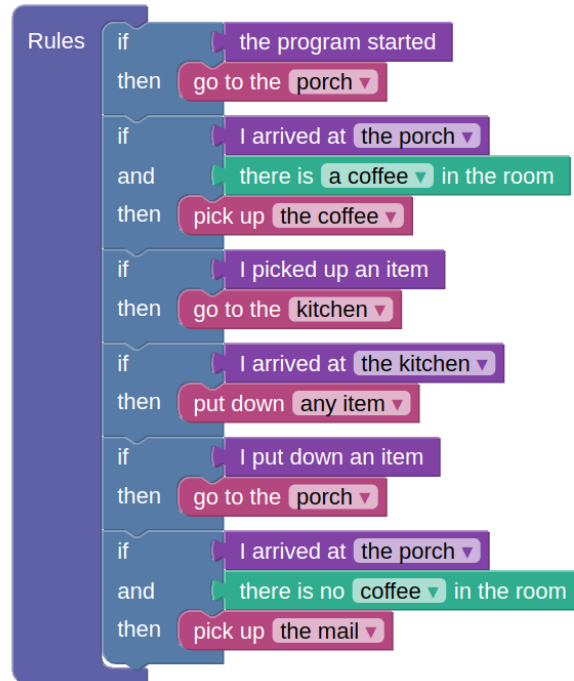 Rules if the program started
then go to the porch
if I arrived at the porch
and there is a coffee in the room
then pick up the coffee
if I picked up an item
then go to the kitchen
if I arrived at the kitchen
then put down any item
if I put down an item
then go to the porch
if I arrived at the porch
and there is no coffee in the room
then pick up the mail